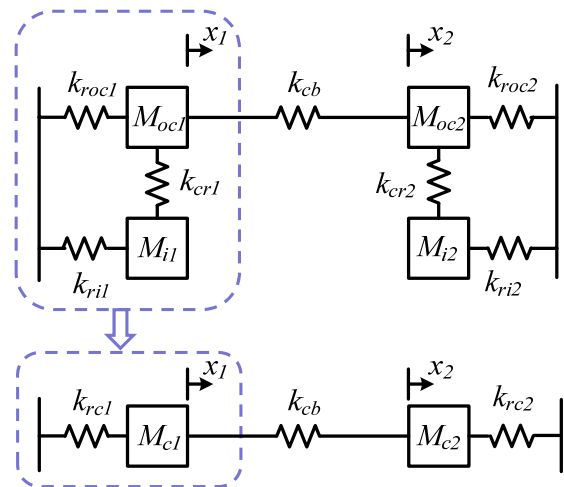 x1 x2
kroc1 kcb kroc2
Moc1 Moc2
kcr1 kcr2
Mi1 Mi2
kri1 kri2
x1 x2
krc1 kcb krc2
Mc1 Mc2